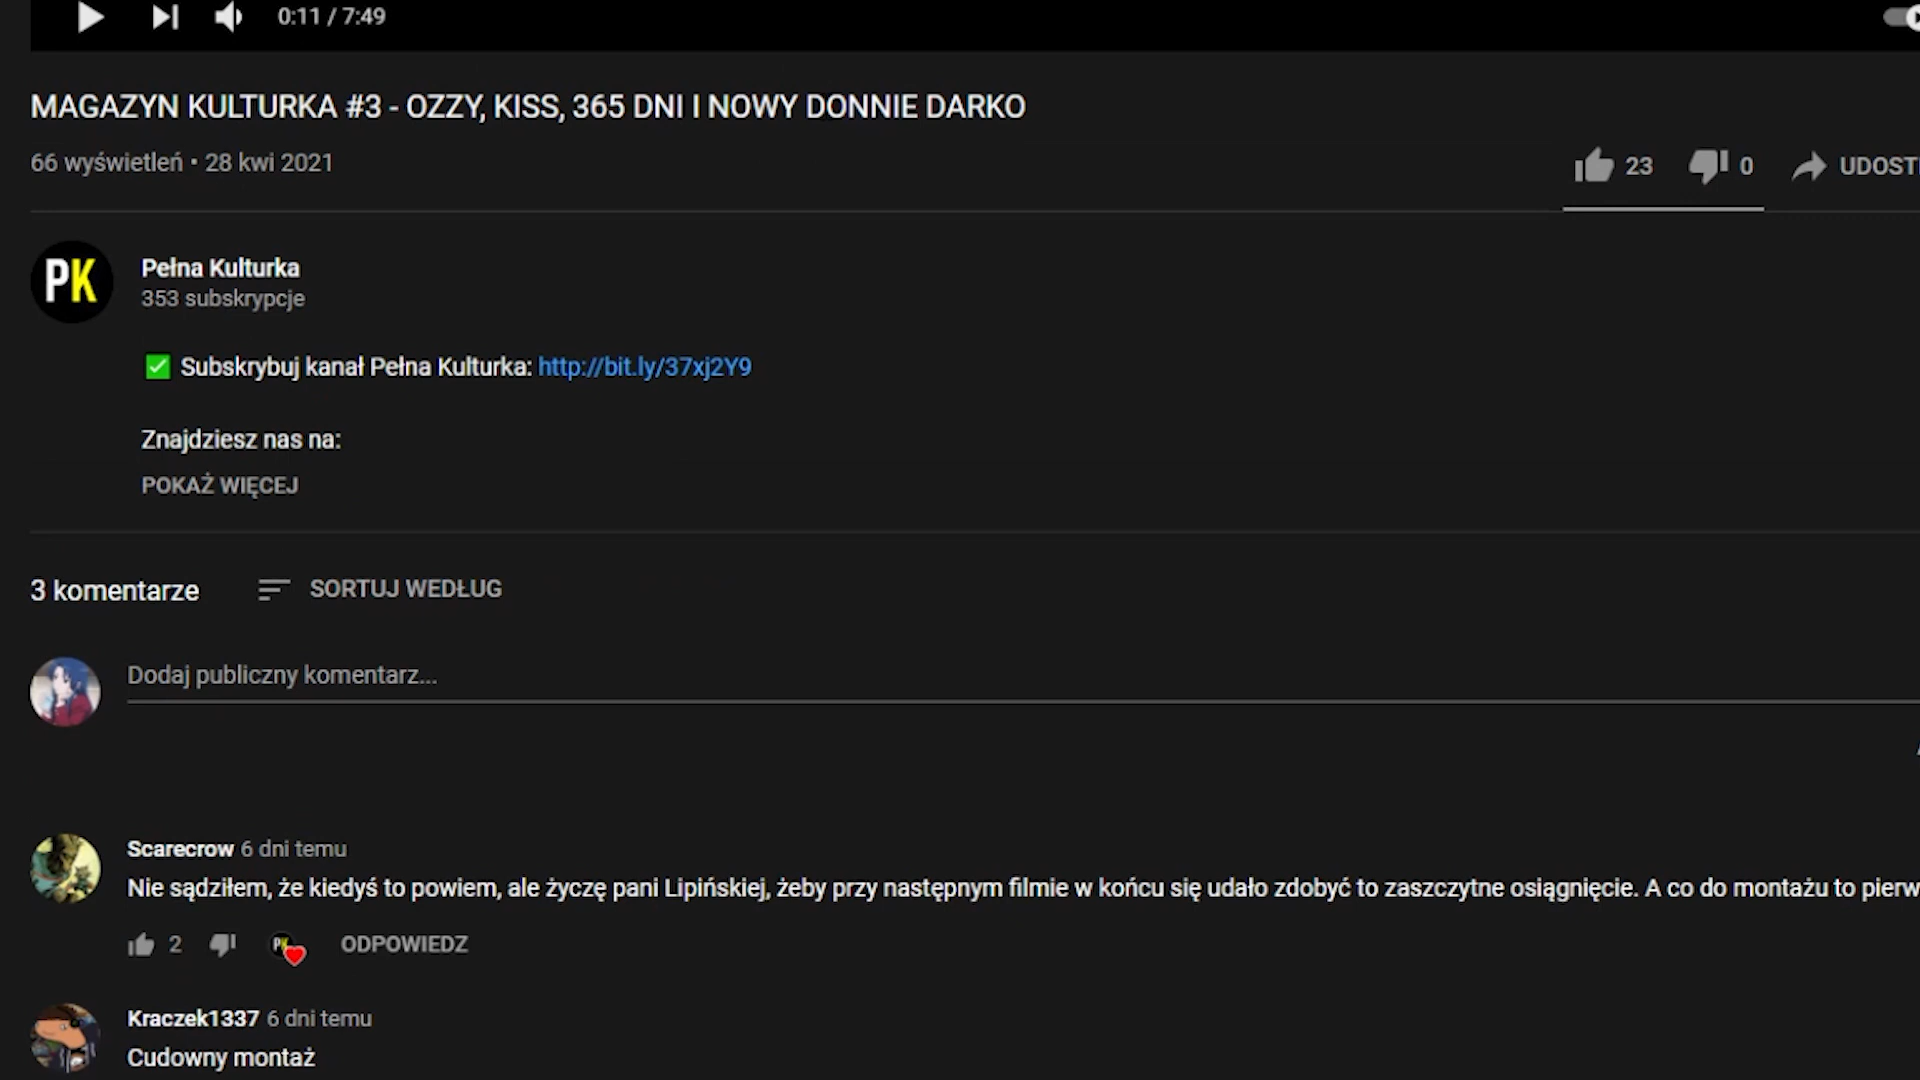 0:11 / 7:49
MAGAZYN KULTURKA #3 - OZZY, KISS, 365 DNI I NOWY DONNIE DARKO
66 wyświetleń • 28 kwi 2021
23 0
PK
Pełna Kulturka
353 subskrypcje
✅ Subskrybuj kanał Pełna Kulturka: http://bit.ly/37xj2Y9
Znajdziesz nas na:
POKAŻ WIĘCEJ
3 komentarze SORTUJ WEDŁUG
Dodaj publiczny komentarz...
Scarecrow 6 dni temu
Nie sądziłem, że kiedyś to powiem, ale życzę pani Lipińskiej, żeby przy następnym filmie w końcu się udało zdobyć to zaszczytne osiągnięcie. A co do montażu to
2 PK ODPOWIEDZ
Kraczek1337 6 dni temu
Cudowny montaż